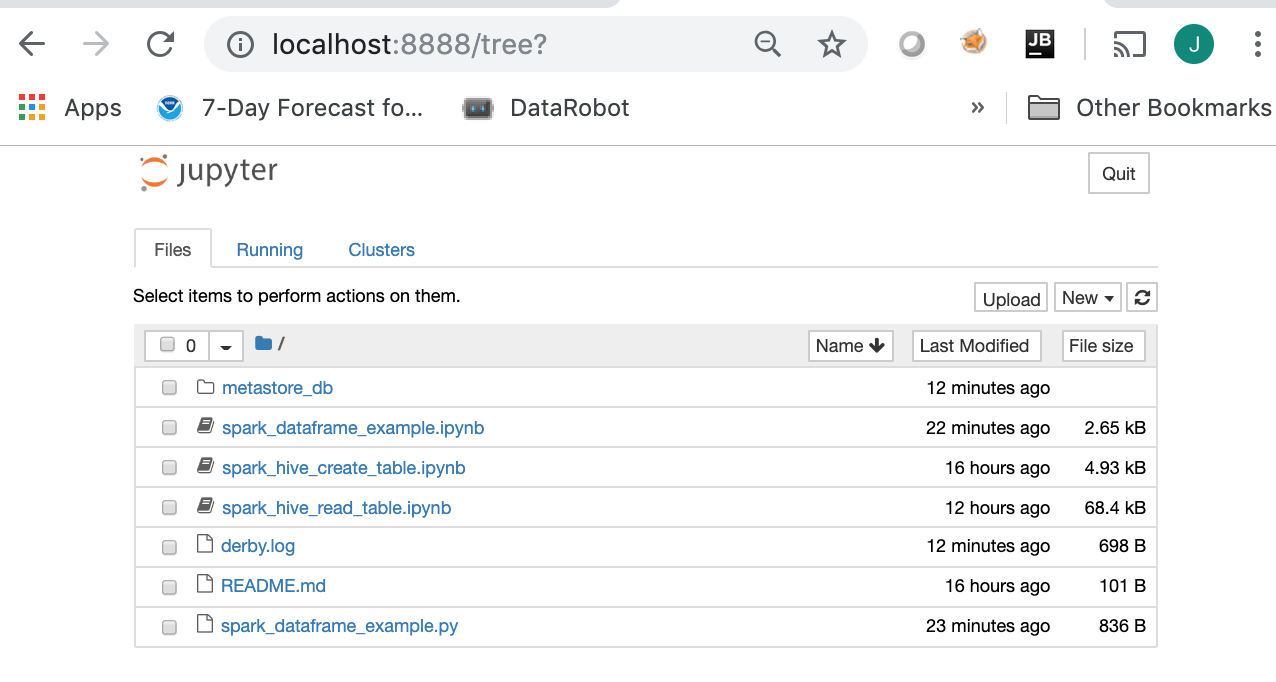 localhost:8888/tree?
JB
J
Apps 7-Day Forecast fo... DataRobot » Other Bookmarks
jupyter Quit
Files Running Clusters
Select items to perform actions on them. Upload New
0 / Name Last Modified File size
metastore_db 12 minutes ago
spark_dataframe_example.ipynb 22 minutes ago 2.65 kB
spark_hive_create_table.ipynb 16 hours ago 4.93 kB
spark_hive_read_table.ipynb 12 hours ago 68.4 kB
derby.log 12 minutes ago 698 B
README.md 16 hours ago 101 B
spark_dataframe_example.py 23 minutes ago 836 B